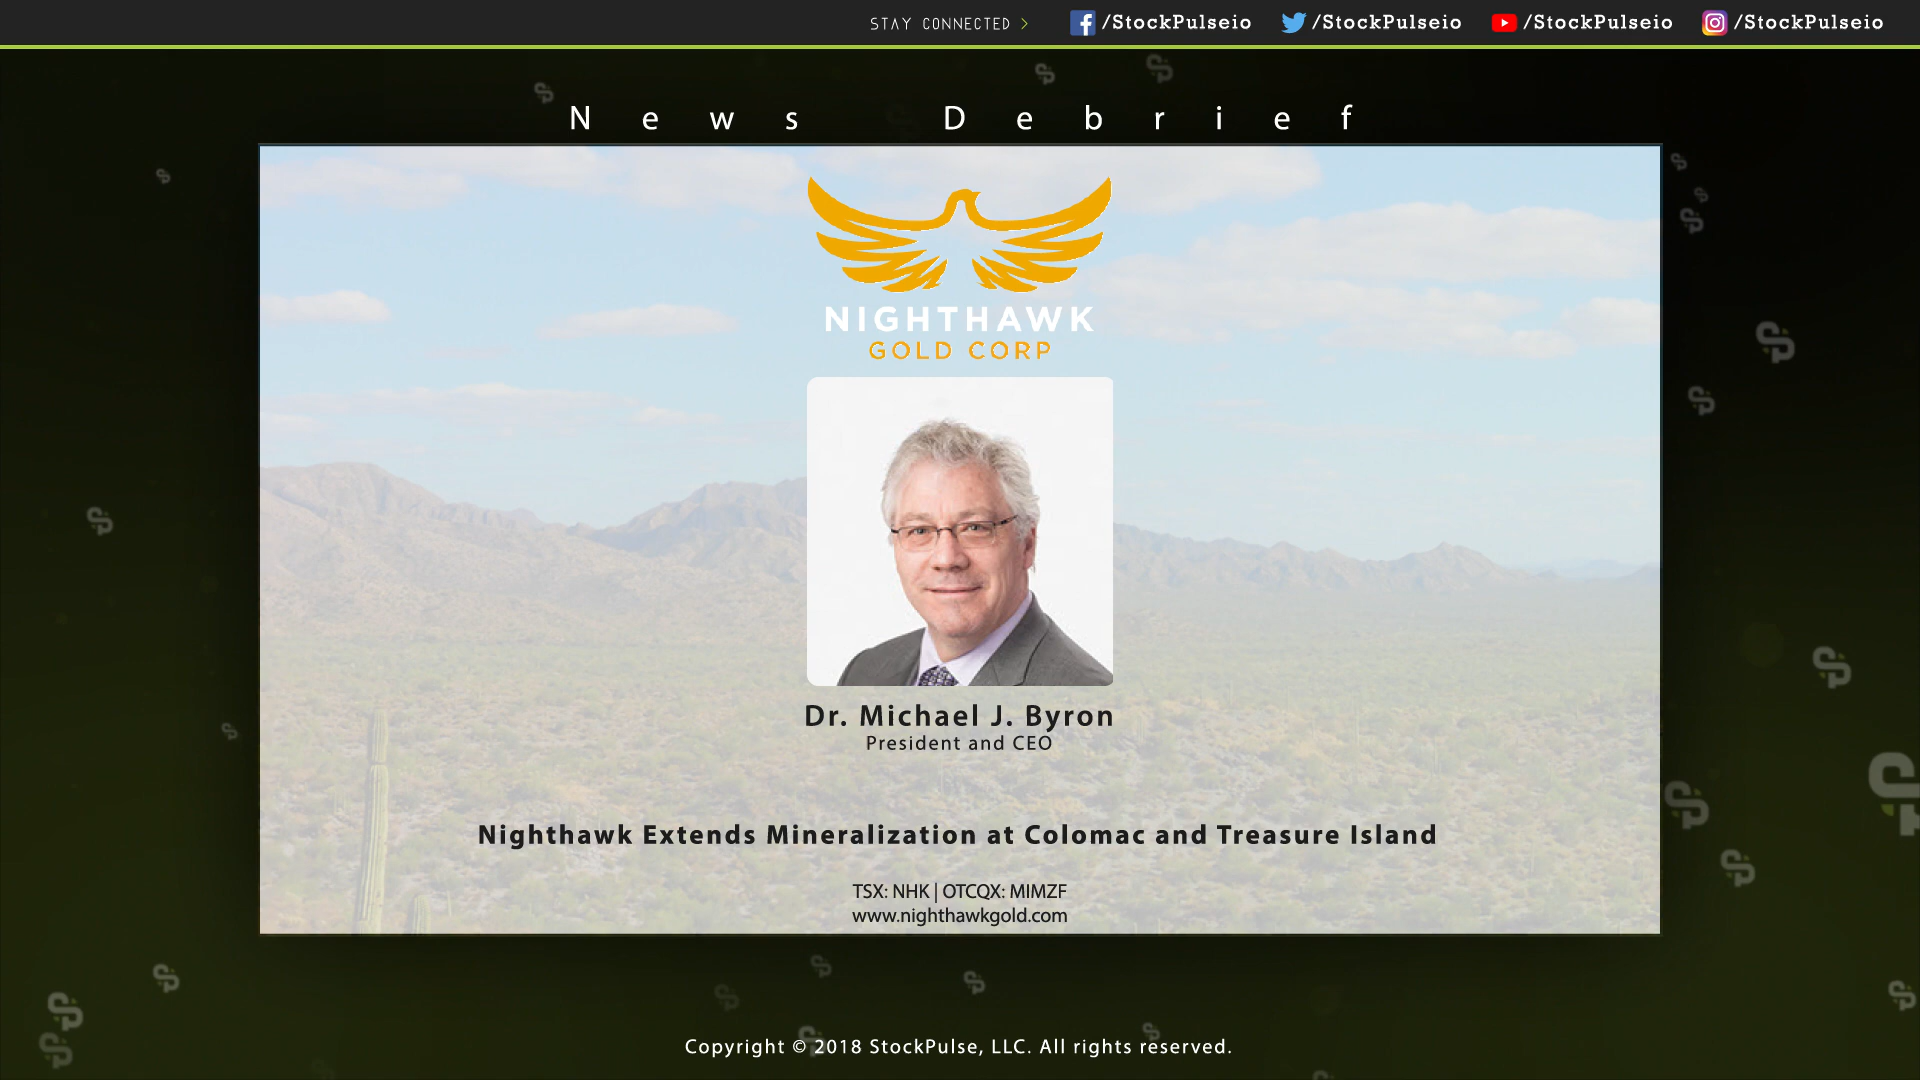 STAY CONNECTED > /StockPulseio /StockPulseio /StockPulseio /StockPulseio
News Debrief
NIGHTHAWK
GOLD CORP
Dr. Michael J. Byron
President and CEO
Nighthawk Extends Mineralization at Colomac and Treasure Island
TSX: NHK | OTCQX: MIMZF
www.nighthawkgold.com
Copyright © 2018 StockPulse, LLC. All rights reserved.